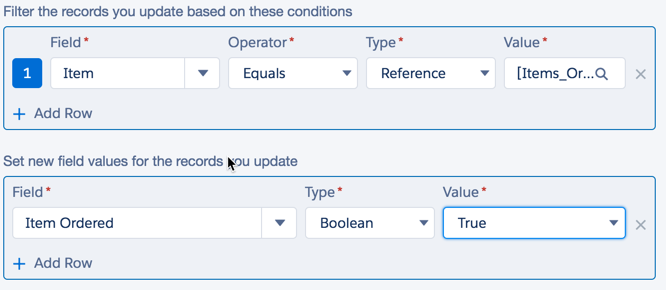 Filter the records you update based on these conditions
Field* Operator* Type* Value*
1 Item Equals Reference [Items_Or...
+ Add Row
Set new field values for the records you update
Field* Type* Value*
Item Ordered Boolean True
+ Add Row